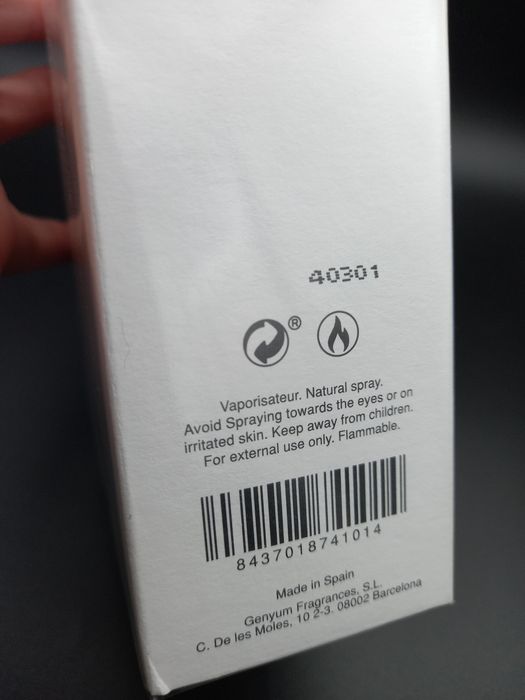 40301
®
Vaporisateur. Natural spray.
Avoid Spraying towards the eyes or on
irritated skin. Keep away from children.
For external use only. Flammable.
8437018741014
Made in Spain
Genyum Fragrances, S.L.
C. De les Moles, 10 2-3. 08002 Barcelona